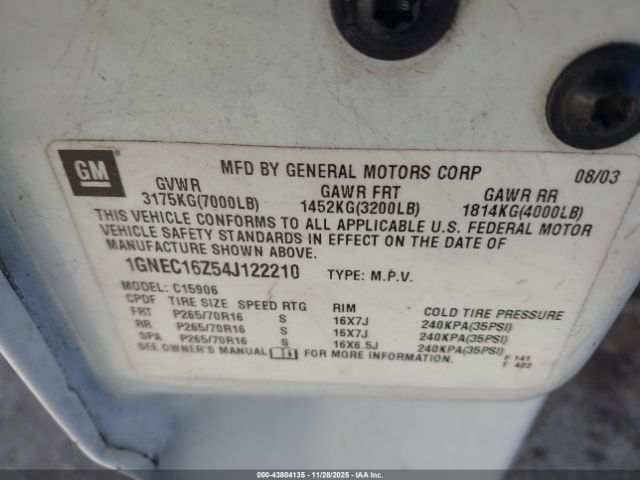 GM
MFD BY GENERAL MOTORS CORP 08/03
GVWR GAWR FRT GAWR RR
3175KG(7000LB) 1452KG(3200LB) 1814KG(4000LB)
THIS VEHICLE CONFORMS TO ALL APPLICABLE U.S. FEDERAL MOTOR
VEHICLE SAFETY STANDARDS IN EFFECT ON THE DATE OF
MANUFACTURE SHOWN ABOVE.
1GNEC16Z54J122210 TYPE: M.P.V.
MODEL: C15906
CPDF TIRE SIZE SPEED RTG RIM COLD TIRE PRESSURE
FRT P265/70R16 S 16X7J 240KPA(35PSI)
RR P265/70R16 S 16X7J 240KPA(35PSI)
SPA P265/70R16 S 16X6.5J 240KPA(35PSI)
SEE OWNER'S MANUAL FOR MORE INFORMATION.
F 141
T 422
000-43804135 - 11/28/2025 - IAA Inc. Copyright